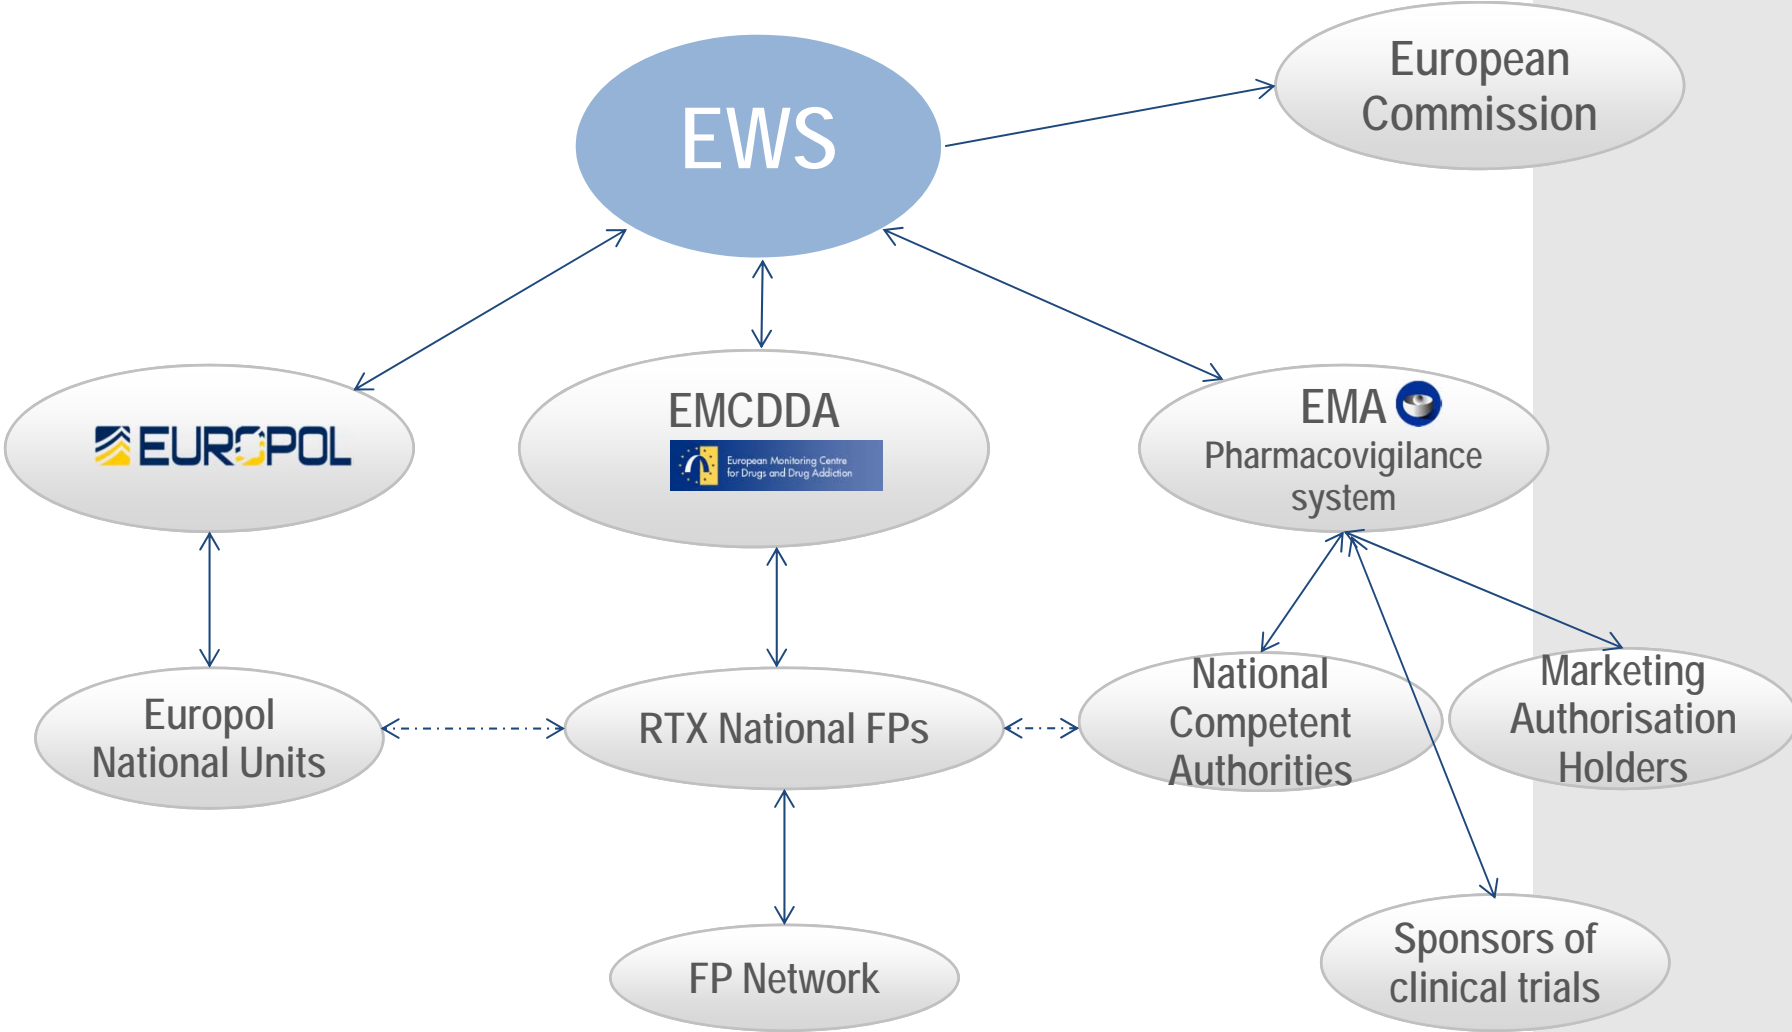 EWS
European
Commission
EUROPOL
EMCDDA
European Monitoring Centre
for Drugs and Drug Addiction
EMA
Pharmacovigilance
system
Europol
National Units
RTX National FPs
National
Competent
Authorities
Marketing
Authorisation
Holders
FP Network
Sponsors of
clinical trials